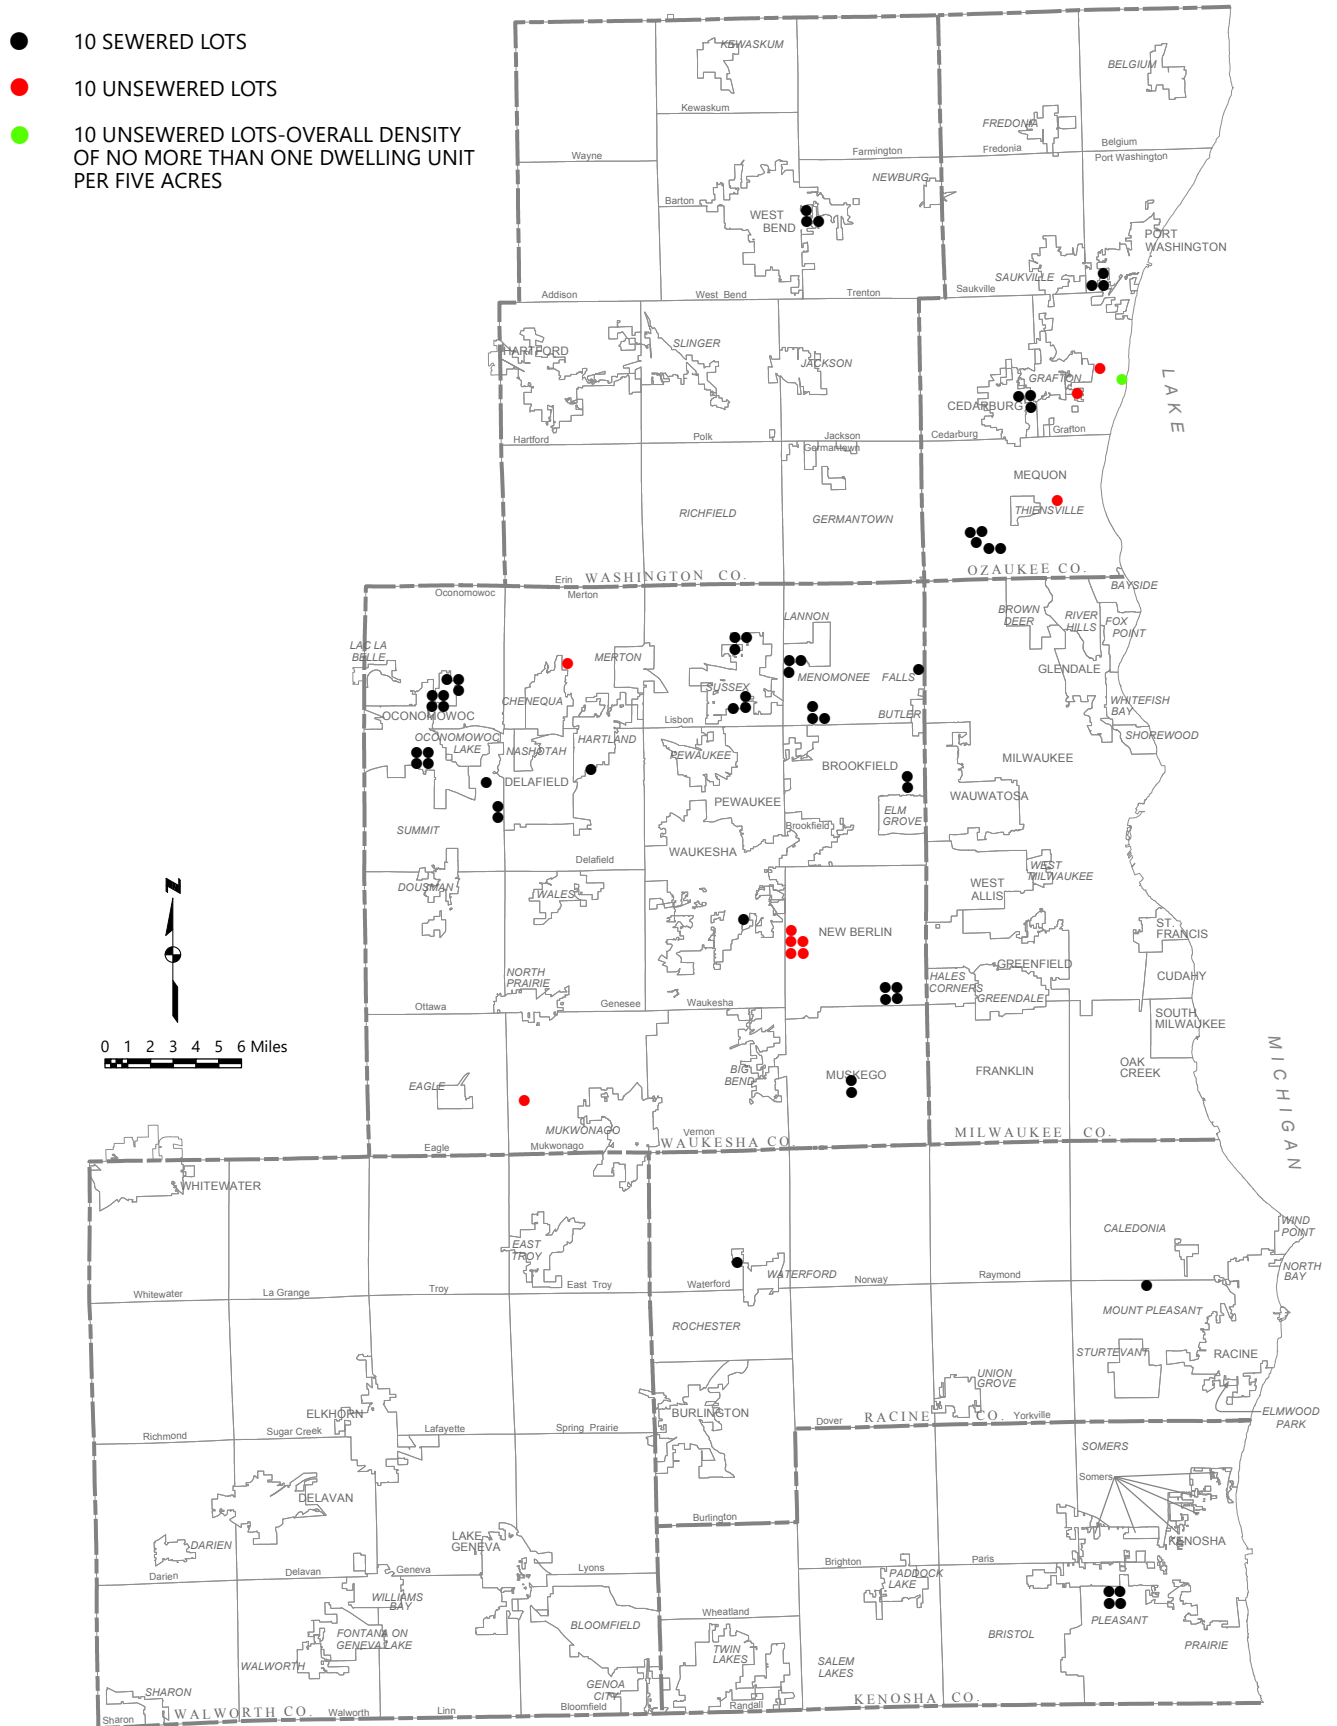 10 SEWERED LOTS
10 UNSEWERED LOTS
10 UNSEWERED LOTS-OVERALL DENSITY
OF NO MORE THAN ONE DWELLING UNIT
PER FIVE ACRES
KEWASKUM
BELGIUM
Kewaskum
FREDONIA
Wayne
Farmington
Fredonia
Belgium
Port Washington
NEWBURG
Barton
WEST
BEND
PORT
WASHINGTON
SAUKVILLE
Addison
West Bend
Trenton
Saukville
HARTFORD
SLINGER
JACKSON
GRAFTON
CEDARBURG
LAKE
Hartford
Polk
Jackson
Germantown
Cedarburg
Grafton
MEQUON
THIENSVILLE
RICHFIELD
GERMANTOWN
Erin
WASHINGTON CO.
OZAUKEE CO.
Oconomowoc
Merton
BAYSIDE
LANNON
BROWN
DEER
RIVER
HILLS
FOX
POINT
LAC LA
BELLE
MERTON
GLENDALE
CHENEQUA
SUSSEX
MENOMONEE
FALLS
WHITEFISH
BAY
OCONOMOWOC
Lisbon
BUTLER
SHOREWOOD
OCONOMOWOC
LAKE
NASHOTAH
HARTLAND
PEWAUKEE
BROOKFIELD
MILWAUKEE
DELAFIELD
PEWAUKEE
WAUWATOSA
SUMMIT
Brookfield
ELM
GROVE
WAUKESHA
Delafield
WEST
MILWAUKEE
DOUSMAN
WALES
WEST
ALLIS
NEW BERLIN
ST.
FRANCIS
NORTH
PRAIRIE
HALES
CORNERS
GREENFIELD
CUDAHY
GREENDALE
Ottawa
Genesee
Waukesha
SOUTH
MILWAUKEE
N
0 1 2 3 4 5 6 Miles
EAGLE
BIG
BEND
MUSKEGO
FRANKLIN
OAK
CREEK
MICHIGAN
MUKWONAGO
Vernon
Eagle
Mukwonago
WAUKESHA CO.
MILWAUKEE CO.
WHITEWATER
CALEDONIA
WIND
POINT
EAST
TROY
WATERFORD
NORTH
BAY
Whitewater
La Grange
Troy
East Troy
Waterford
Norway
Raymond
MOUNT PLEASANT
ROCHESTER
STURTEVANT
RACINE
UNION
GROVE
ELKHORN
BURLINGTON
ELMWOOD
PARK
Richmond
Sugar Creek
Lafayette
Spring Prairie
Dover
RACINE CO.
Yorkville
SOMERS
Somers
DELAVAN
Burlington
LAKE
GENEVA
KENOSHA
DARIEN
Darien
Delavan
Geneva
Lyons
Brighton
Paris
PADDOCK
LAKE
WILLIAMS
BAY
Wheatland
BLOOMFIELD
PLEASANT
PRAIRIE
FONTANA ON
GENEVA LAKE
BRISTOL
WALWORTH
TWIN
LAKES
SALEM
LAKES
SHARON
GENOA
CITY
Sharon
WALWORTH CO.
Walworth
Linn
Bloomfield
Randall
KENOSHA CO.